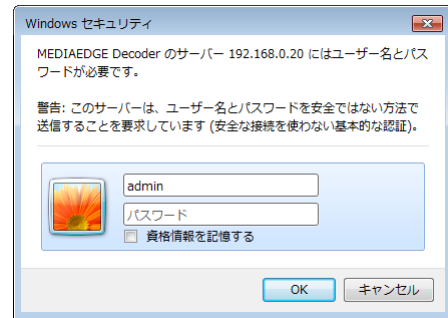 Windows セキュリティ
MEDIAEDGE Decoder のサーバー 192.168.0.20 にはユーザー名とパス
ワードが必要です。
警告: このサーバーは、ユーザー名とパスワードを安全ではない方法で
送信することを要求しています (安全な接続を使わない基本的な認証)。
admin
パスワード
資格情報を記憶する
OK
キャンセル